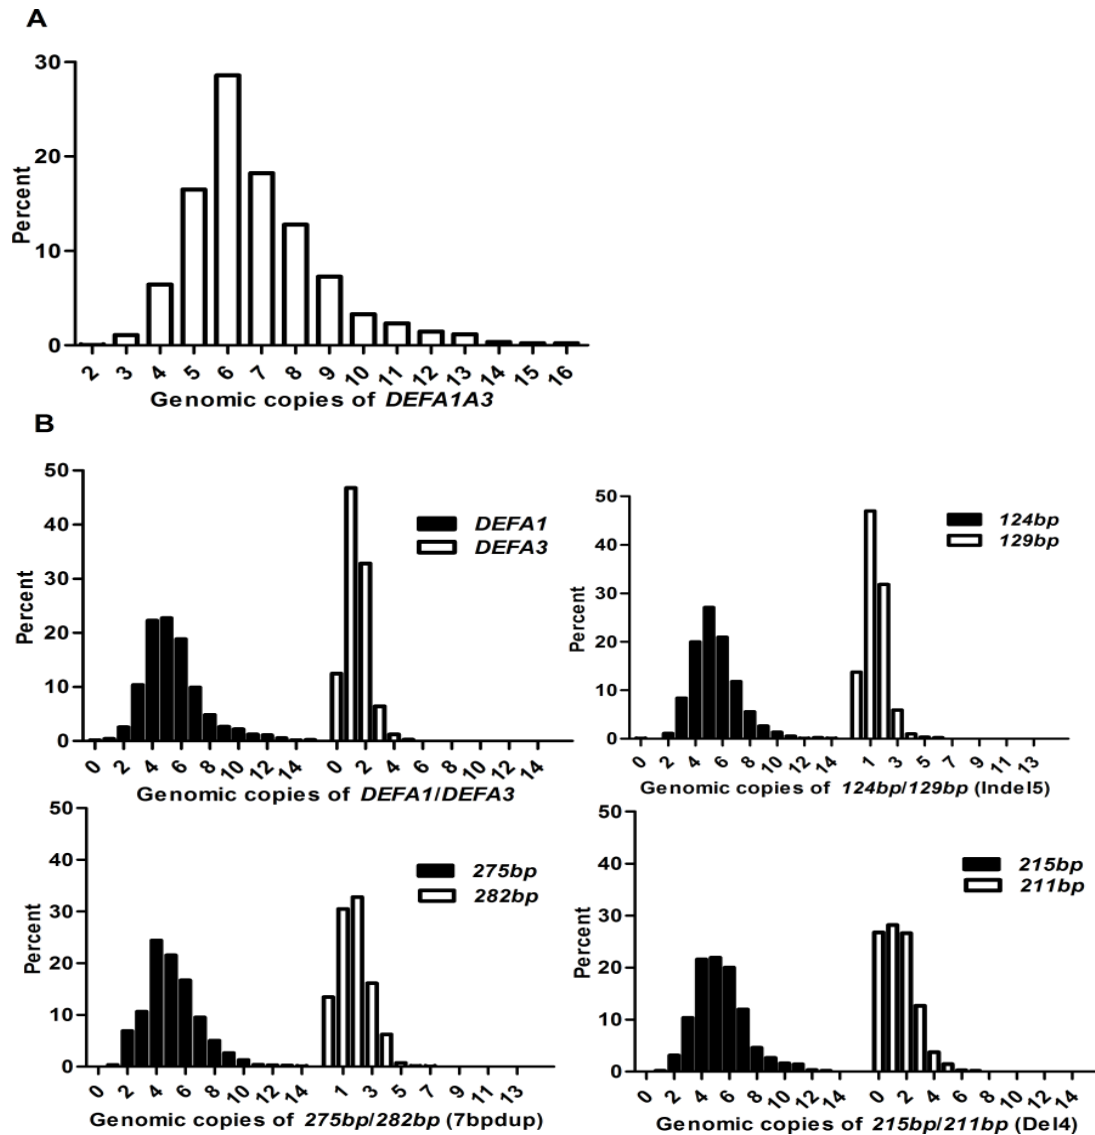 A
30
20
10
0
Percent
2 3 4 5 6 7 8 9 10 11 12 13 14 15 16
Genomic copies of DEFA1A3
B
50
40
30
20
10
0
Percent
DEFA1
DEFA3
0 2 4 6 8 10 12 14 0 2 4 6 8 10 12 14
Genomic copies of DEFA1/DEFA3
50
40
30
20
10
0
Percent
124bp
129bp
0 2 4 6 8 10 12 14 1 3 5 7 9 11 13
Genomic copies of 124bp/129bp (Indel5)
50
40
30
20
10
0
Percent
275bp
282bp
0 2 4 6 8 10 12 14 1 3 5 7 9 11 13
Genomic copies of 275bp/282bp (7bpdup)
50
40
30
20
10
0
Percent
215bp
211bp
0 2 4 6 8 10 12 14 0 2 4 6 8 10 12 14
Genomic copies of 215bp/211bp (Del4)